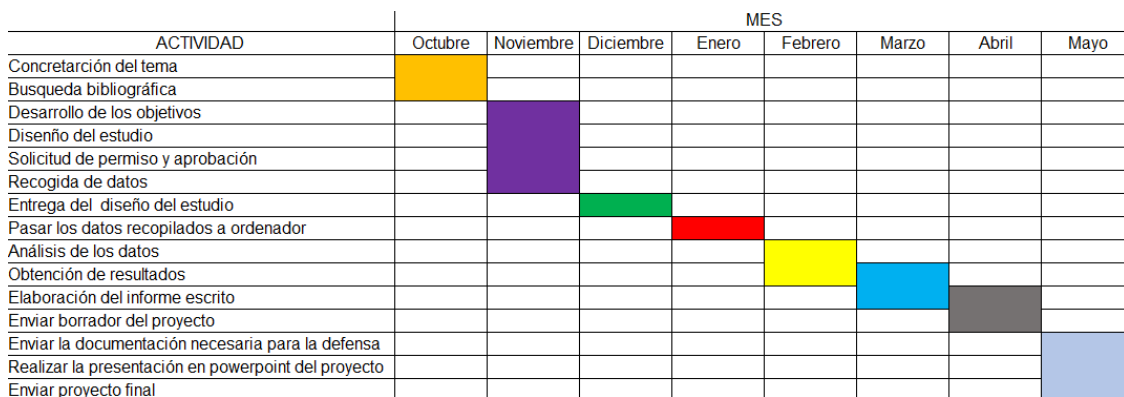 MES
ACTIVIDAD Octubre Noviembre Diciembre Enero Febrero Marzo Abril Mayo
Concretarción del tema
Busqueda bibliográfica
Desarrollo de los objetivos
Disenño del estudio
Solicitud de permiso y aprobación
Recogida de datos
Entrega del diseño del estudio
Pasar los datos recopilados a ordenador
Análisis de los datos
Obtención de resultados
Elaboración del informe escrito
Enviar borrador del proyecto
Enviar la documentación necesaria para la defensa
Realizar la presentación en powerpoint del proyecto
Enviar proyecto final